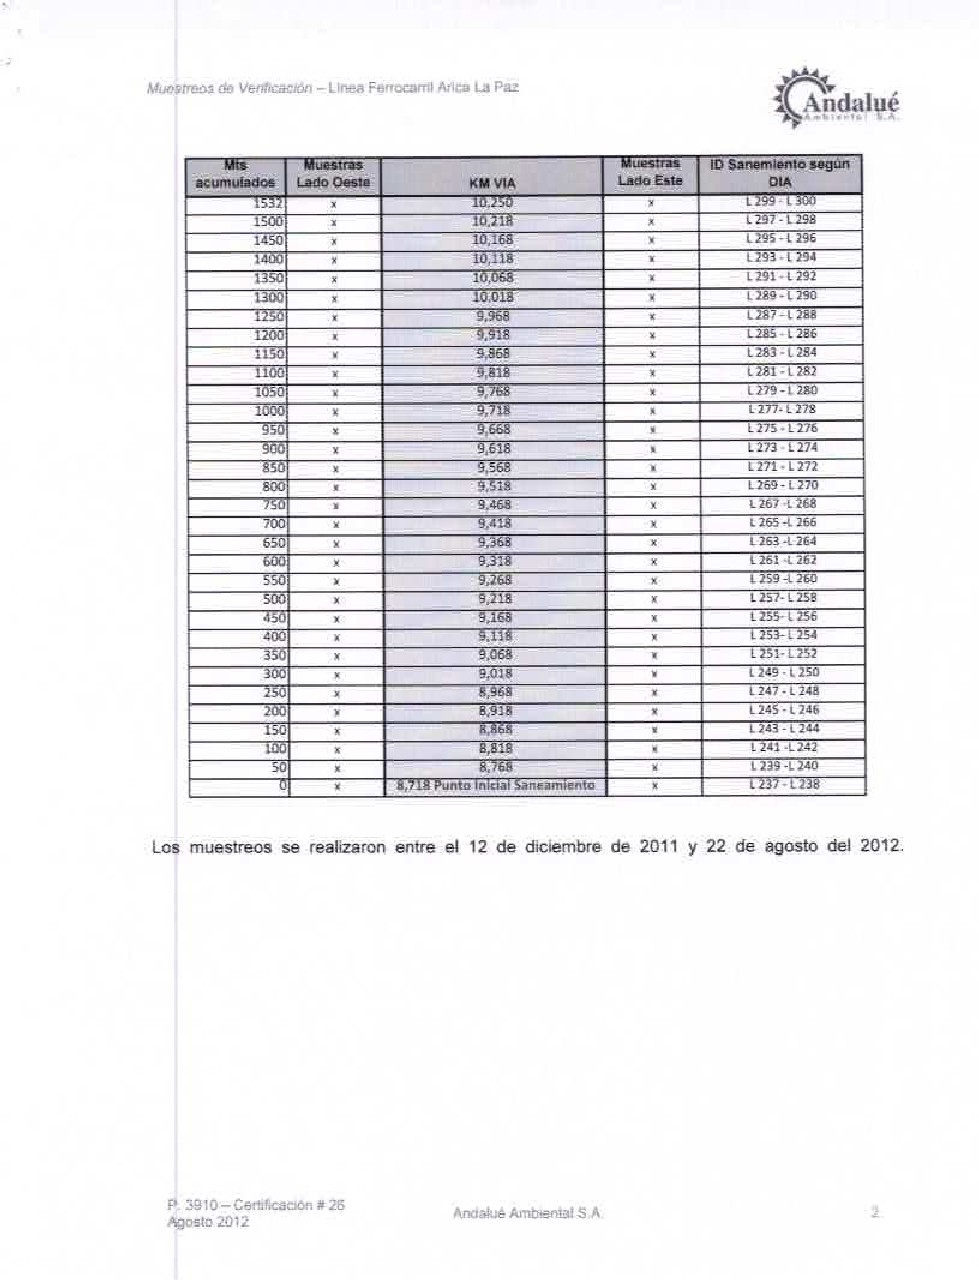 Muestreos de Verificación – Línea Ferrocarril Arica La Paz
Andalué
Ambiental S.A.
Mts acumulados | Muestras Lado Oeste | KM VIA | Muestras Lado Este | ID Sanemiento según DIA
1532 x 10,250 x L 299 - L 300
1500 x 10,218 x L 297 - L 298
1450 x 10,168 x L 295 - L 296
1400 x 10,118 x L 293 - L 294
1350 x 10,068 x L 291 - L 292
1300 x 10,018 x L 289 - L 290
1250 x 9,968 x L 287 - L 288
1200 x 9,918 x L 285 - L 286
1150 x 9,868 x L 283 - L 284
1100 x 9,818 x L 281 - L 282
1050 x 9,768 x L 279 - L 280
1000 x 9,718 x L 277- L 278
950 x 9,668 x L 275 - L 276
900 x 9,618 x L 273 - L 274
850 x 9,568 x L 271 - L 272
800 x 9,518 x L 269 - L 270
750 x 9,468 x L 267 -L 268
700 x 9,418 x L 265 -L 266
650 x 9,368 x L 263 -L 264
600 x 9,318 x L 261 -L 262
550 x 9,268 x L 259 -L 260
500 x 9,218 x L 257- L 258
450 x 9,168 x L 255- L 256
400 x 9,118 x L 253- L 254
350 x 9,068 x L 251- L 252
300 x 9,018 x L 249 - L 250
250 x 8,968 x L 247 - L 248
200 x 8,918 x L 245 - L 246
150 x 8,868 x L 243 - L 244
100 x 8,818 x L 241 -L 242
50 x 8,768 x L 239 -L 240
0 x 8,718 Punto Inicial Saneamiento x L 237 - L 238
Los muestreos se realizaron entre el 12 de diciembre de 2011 y 22 de agosto del 2012.
P. 3910 – Certificación # 26
Agosto 2012
Andalué Ambiental S.A.
2